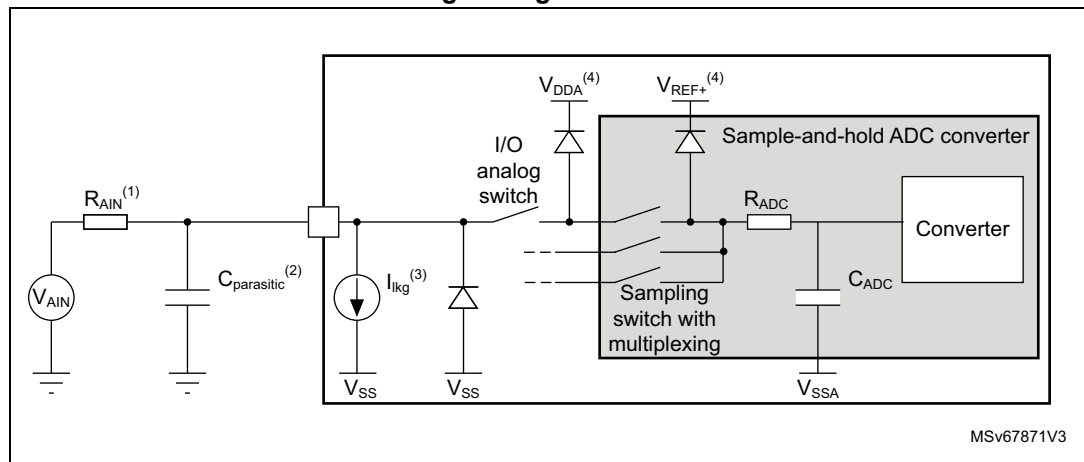 V_DDA^(4)
V_REF+^(4)
Sample-and-hold ADC converter
I/O
analog
switch
R_AIN^(1)
R_ADC
Converter
V_AIN
C_parasitic^(2)
I_lkg^(3)
C_ADC
Sampling
switch with
multiplexing
V_SS
V_SS
V_SSA
MSv67871V3